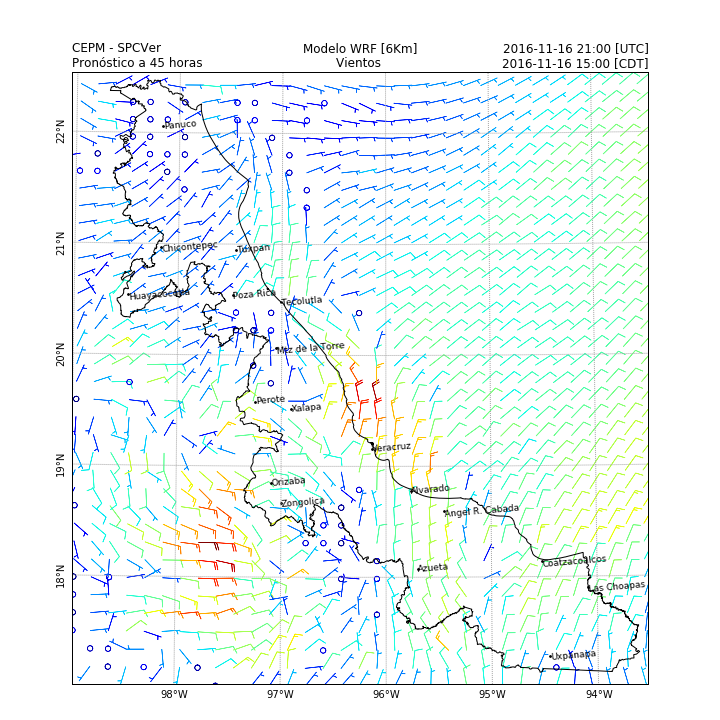 CEPM - SPCVer Modelo WRF [6Km] 2016-11-16 21:00 [UTC]
Pronóstico a 45 horas Vientos 2016-11-16 15:00 [CDT]
22°N
Panuco
21°N
Chicontepec
Tuxpan
Huayacocotla
Poza Rica
Tecolutla
20°N
Mtz de la Torre
Perote
Xalapa
19°N
Veracruz
Orizaba
Alvarado
Zongolica
Angel R. Cabada
18°N
Azueta
Coatzacoalcos
Las Choapas
Uxpanapa
98°W 97°W 96°W 95°W 94°W